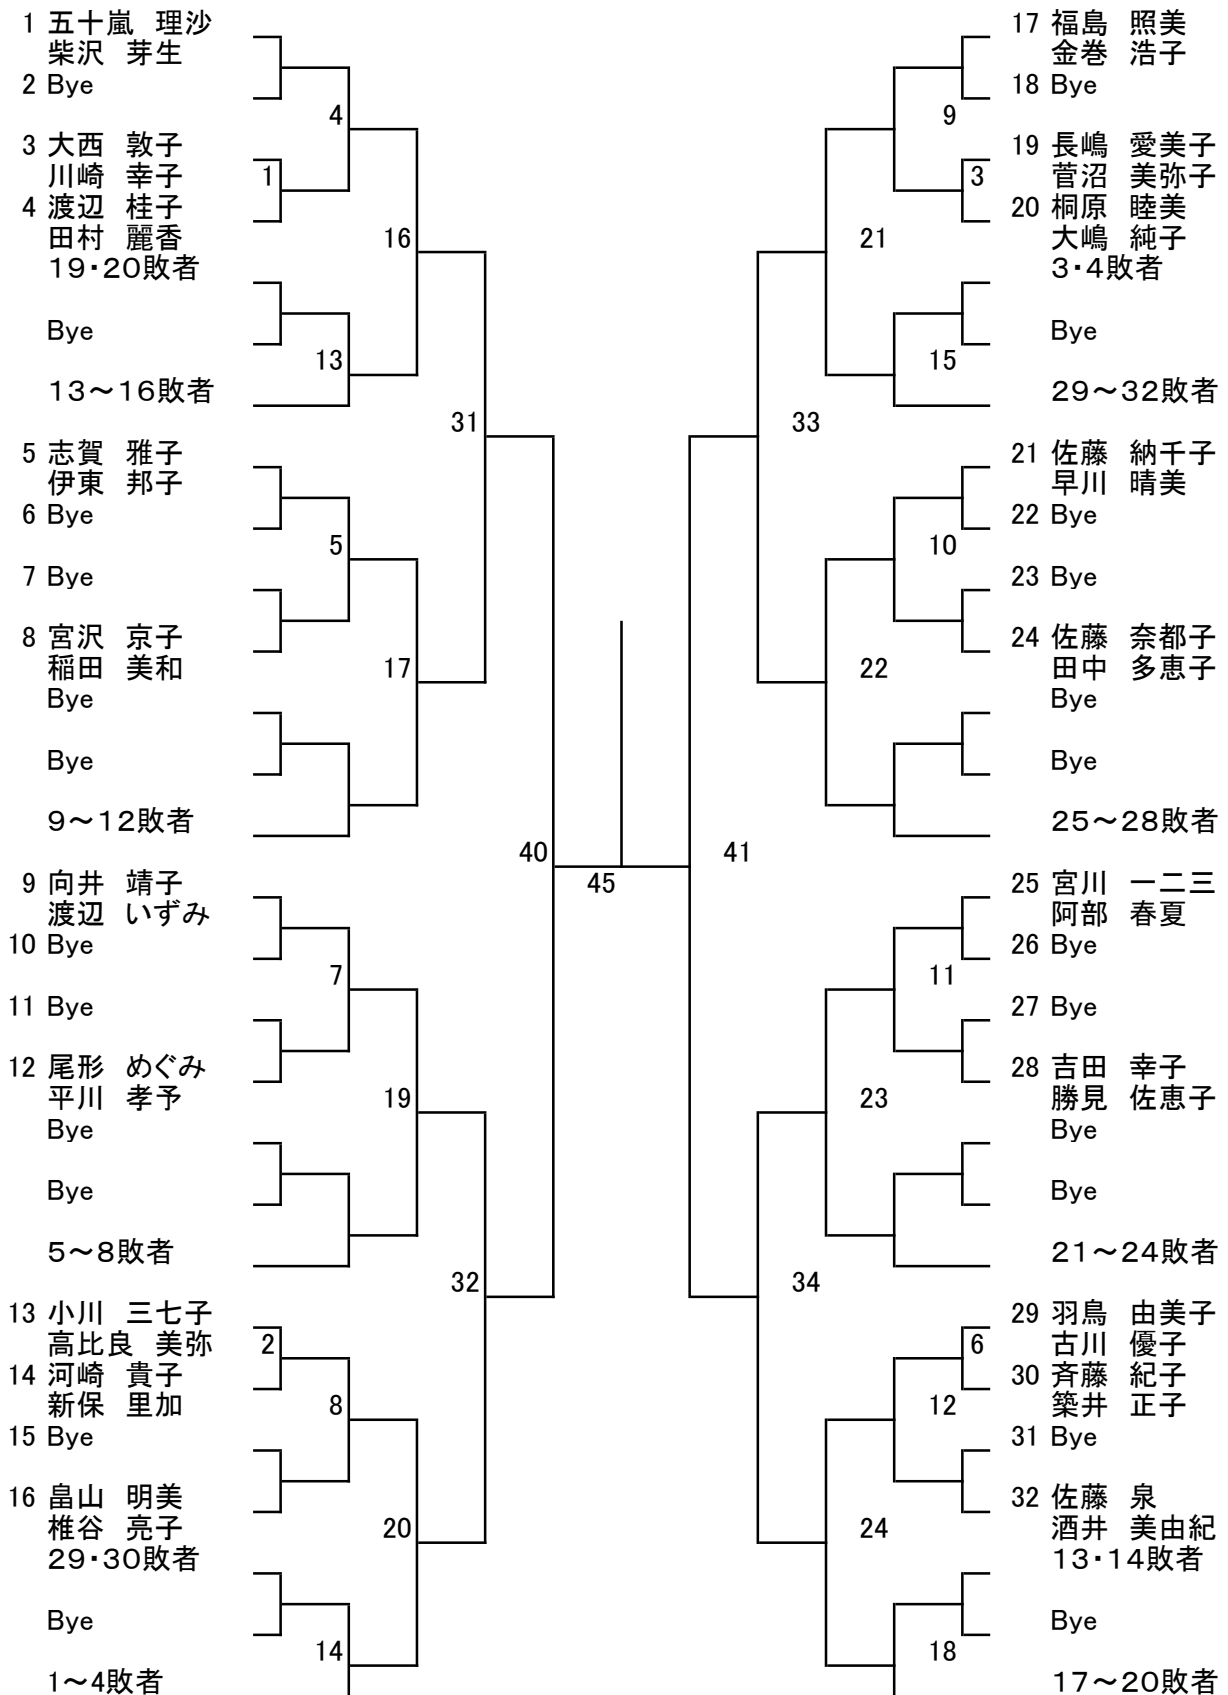 1 五十嵐 理沙
柴沢 芽生
2 Bye
4
3 大西 敦子
川崎 幸子
1
4 渡辺 桂子
田村 麗香
16
19・20敗者
Bye
13
13～16敗者
31
5 志賀 雅子
伊東 邦子
6 Bye
5
7 Bye
8 宮沢 京子
稲田 美和
17
Bye
Bye
9～12敗者
40
45
9 向井 靖子
渡辺 いずみ
10 Bye
7
11 Bye
12 尾形 めぐみ
平川 孝予
19
Bye
Bye
5～8敗者
32
13 小川 三七子
高比良 美弥
2
14 河崎 貴子
新保 里加
8
15 Bye
16 畠山 明美
椎谷 亮子
20
29・30敗者
Bye
14
1～4敗者
17 福島 照美
金巻 浩子
18 Bye
9
19 長嶋 愛美子
菅沼 美弥子
3
20 桐原 睦美
大嶋 純子
21
3・4敗者
Bye
15
29～32敗者
33
21 佐藤 納千子
早川 晴美
22 Bye
10
23 Bye
24 佐藤 奈都子
田中 多恵子
22
Bye
Bye
25～28敗者
41
25 宮川 一二三
阿部 春夏
26 Bye
11
27 Bye
28 吉田 幸子
勝見 佐恵子
23
Bye
Bye
21～24敗者
34
29 羽鳥 由美子
古川 優子
6
30 斉藤 紀子
築井 正子
12
31 Bye
32 佐藤 泉
酒井 美由紀
24
13・14敗者
Bye
18
17～20敗者